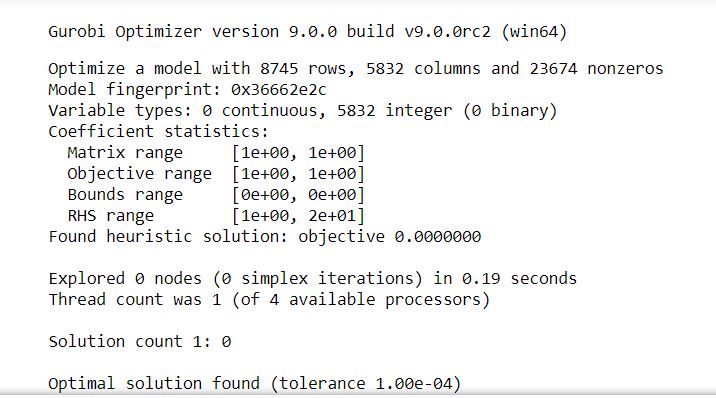 Gurobi Optimizer version 9.0.0 build v9.0.0rc2 (win64)
Optimize a model with 8745 rows, 5832 columns and 23674 nonzeros
Model fingerprint: 0x36662e2c
Variable types: 0 continuous, 5832 integer (0 binary)
Coefficient statistics:
Matrix range [1e+00, 1e+00]
Objective range [1e+00, 1e+00]
Bounds range [0e+00, 0e+00]
RHS range [1e+00, 2e+01]
Found heuristic solution: objective 0.0000000
Explored 0 nodes (0 simplex iterations) in 0.19 seconds
Thread count was 1 (of 4 available processors)
Solution count 1: 0
Optimal solution found (tolerance 1.00e-04)